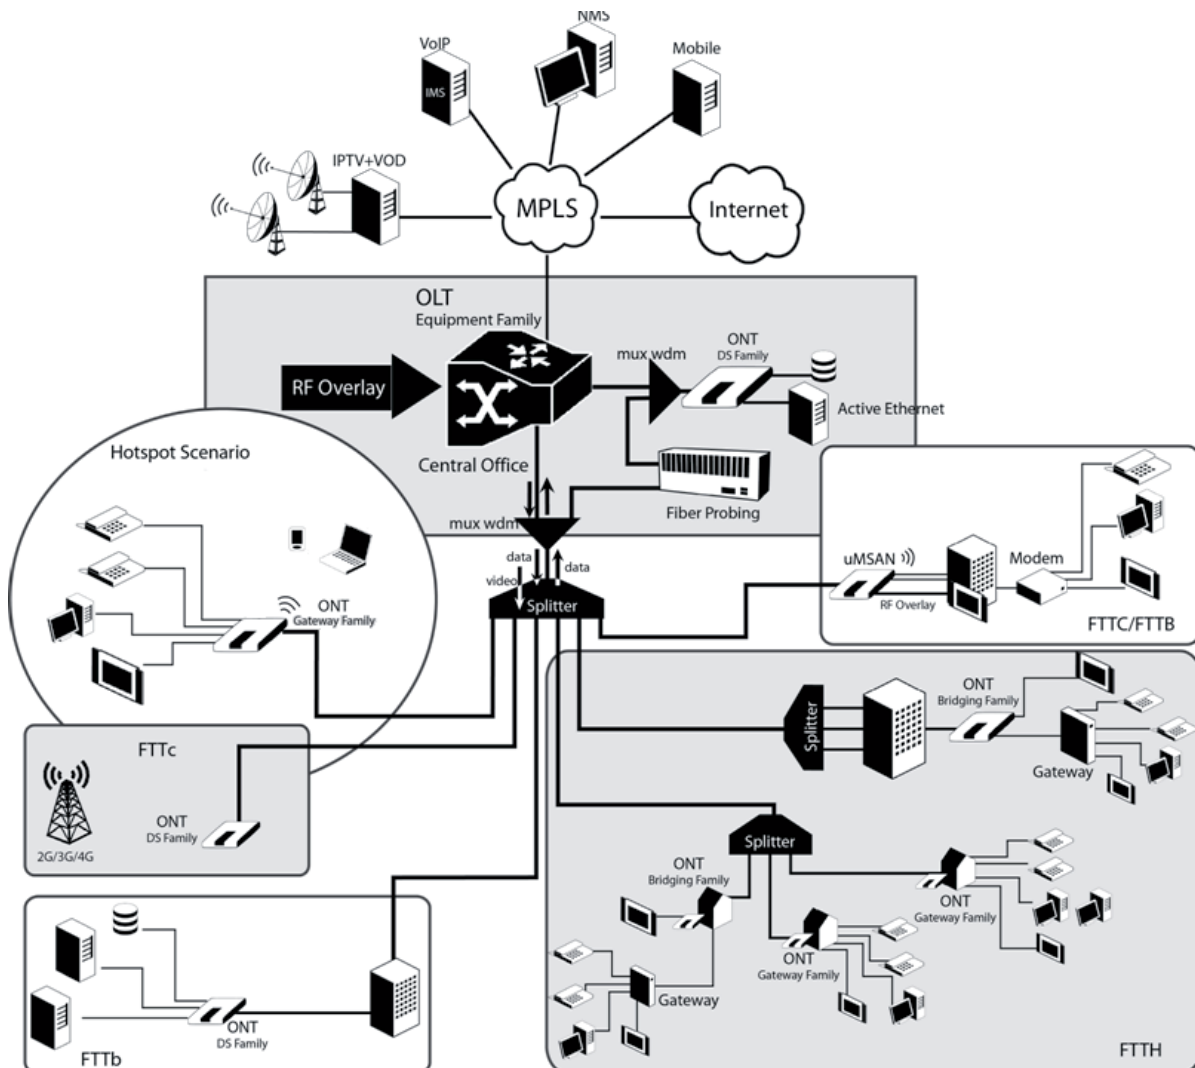 NMS
VoIP
IMS
Mobile
IPTV+VOD
MPLS
Internet
OLT
Equipment Family
RF Overlay
mux wdm
ONT
DS Family
Active Ethernet
Central Office
Fiber Probing
mux wdm
data
data
video
Splitter
Hotspot Scenario
ONT
Gateway Family
uMSAN
RF Overlay
Modem
FTTC/FTTB
FTTc
2G/3G/4G
ONT
DS Family
Splitter
ONT
Bridging Family
Gateway
Splitter
ONT
Bridging Family
ONT
Gateway Family
ONT
Gateway Family
Gateway
FTTH
ONT
DS Family
FTTb